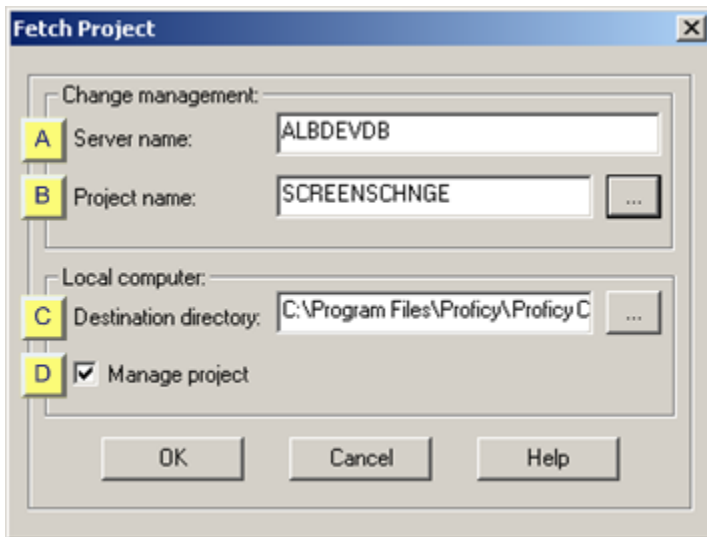 Fetch Project
Change management:
A Server name: ALBDEVDB
B Project name: SCREENSCHNGE ...
Local computer:
C Destination directory: C:\Program Files\Proficy\Proficy C ...
D Manage project
OK Cancel Help